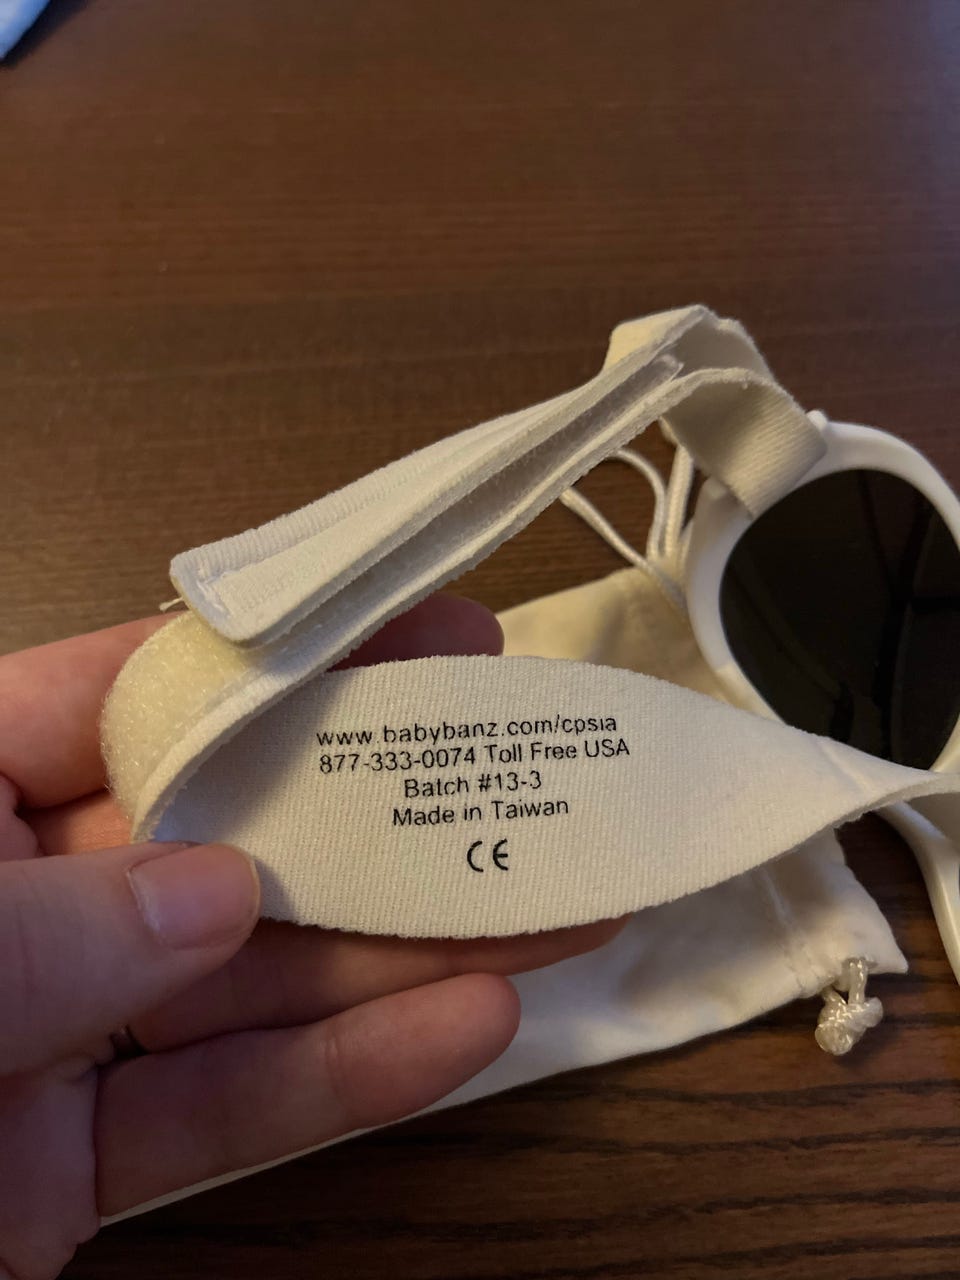 www.babybanz.com/cpsia
877-333-0074 Toll Free USA
Batch #13-3
Made in Taiwan
CE